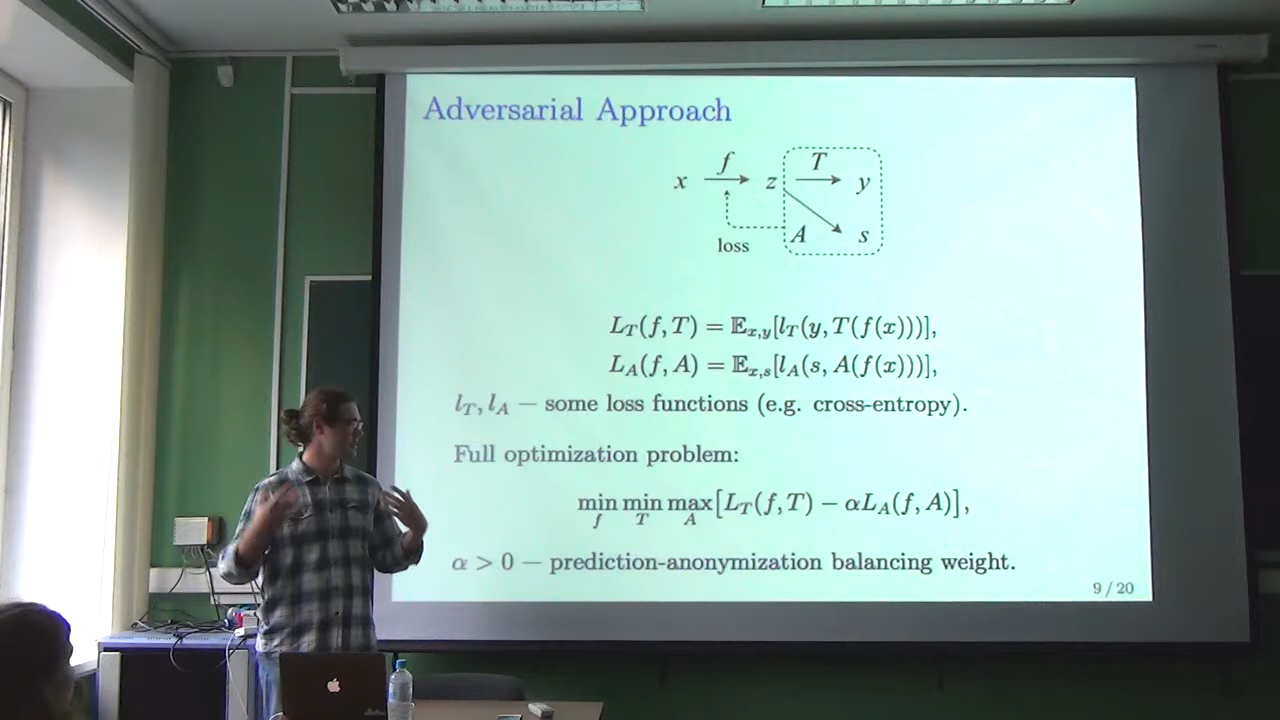 Adversarial Approach
f T
x z y
A s
loss
L_T(f, T) = 𝔼_{x,y}[l_T(y, T(f(x)))],
L_A(f, A) = 𝔼_{x,s}[l_A(s, A(f(x)))],
l_T, l_A — some loss functions (e.g. cross-entropy).
Full optimization problem:
min_f min_T max_A [L_T(f, T) − αL_A(f, A)],
α > 0 — prediction-anonymization balancing weight.
9 / 20